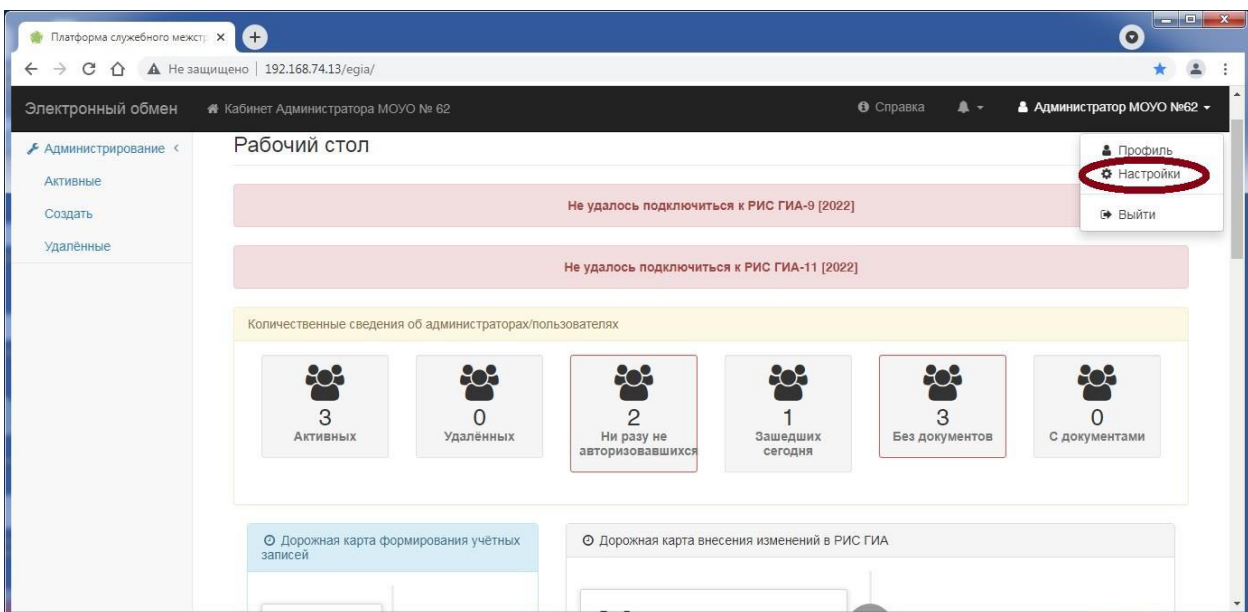 Платформа служебного межстр
Не защищено | 192.168.74.13/egia/
Электронный обмен Кабинет Администратора МОУО № 62 Справка Администратор МОУО №62
Администрирование
Активные
Создать
Удалённые
Рабочий стол
Профиль
Настройки
Выйти
Не удалось подключиться к РИС ГИА-9 [2022]
Не удалось подключиться к РИС ГИА-11 [2022]
Количественные сведения об администраторах/пользователях
3
Активных
0
Удалённых
2
Ни разу не
авторизовавшихся
1
Зашедших
сегодня
3
Без документов
0
С документами
Дорожная карта формирования учётных
записей
Дорожная карта внесения изменений в РИС ГИА